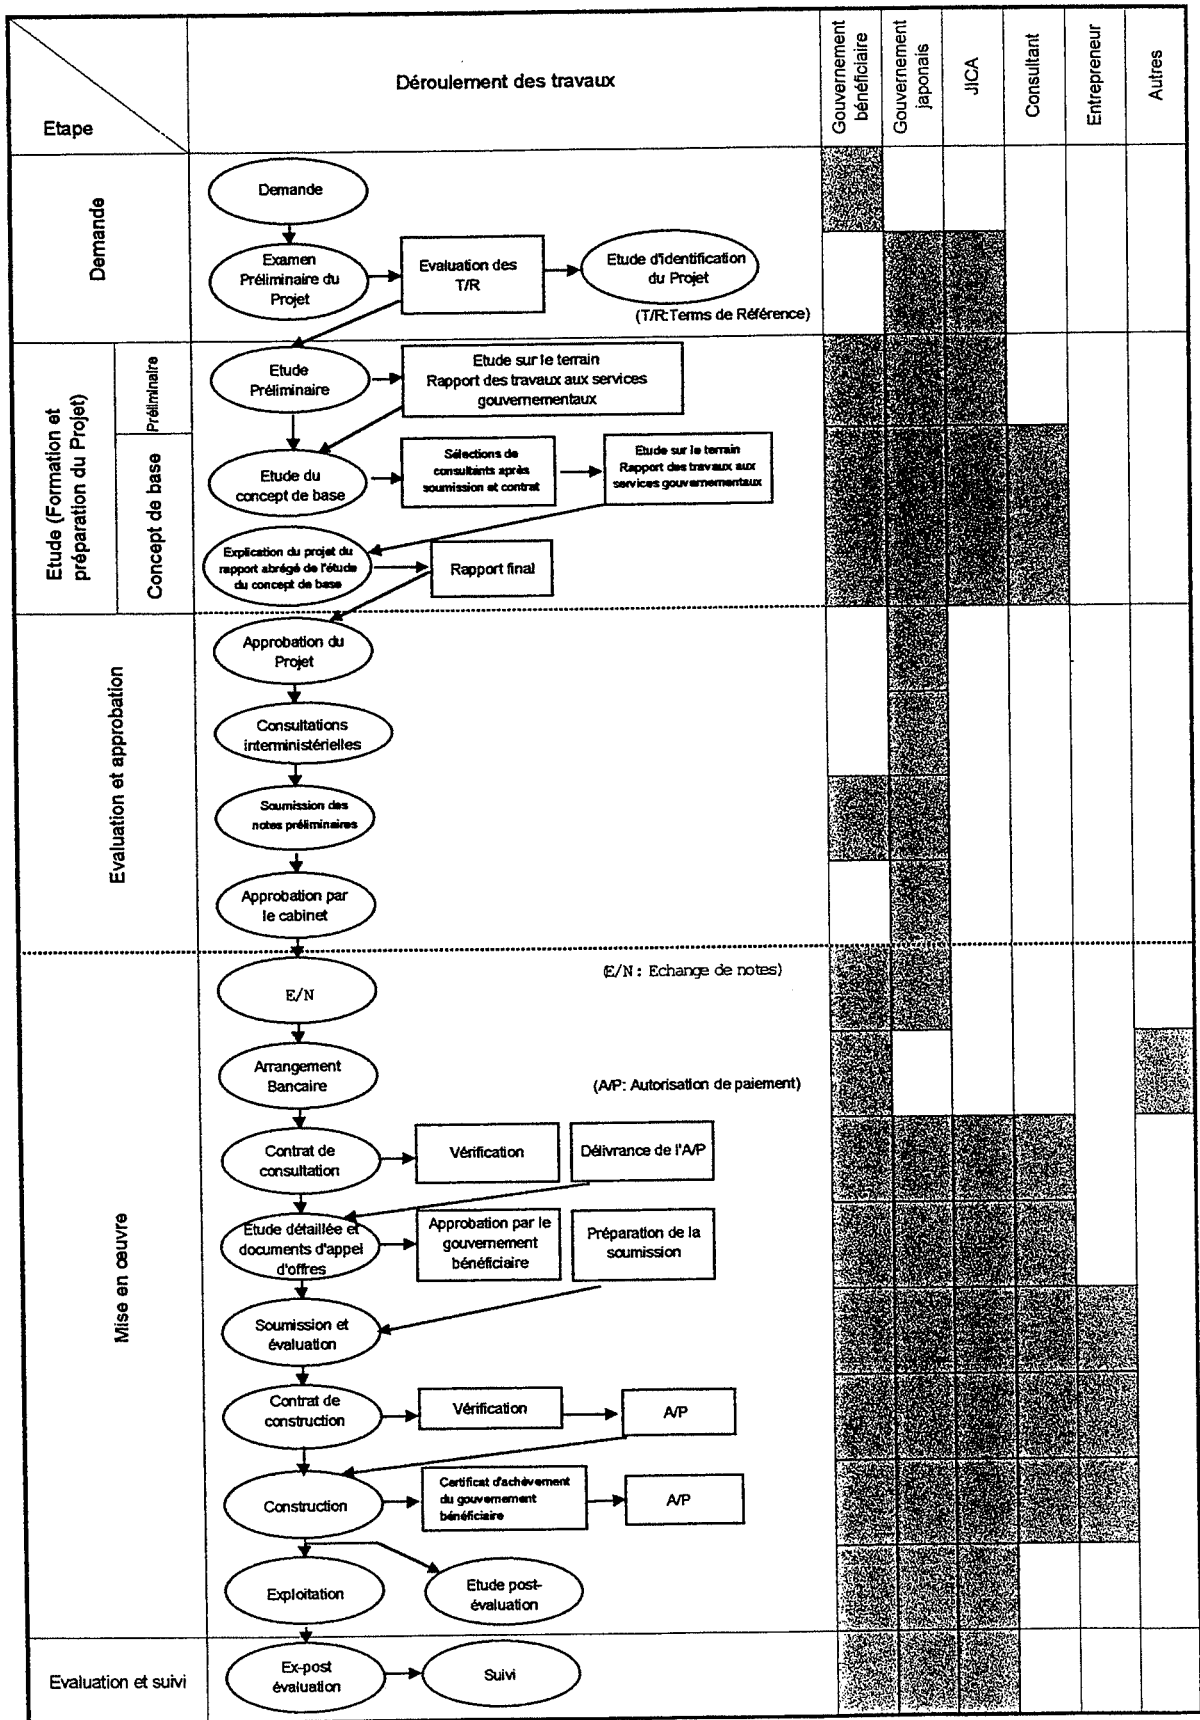 Etape
Déroulement des travaux
Gouvernement
bénéficiaire
Gouvernement
japonais
JICA
Consultant
Entrepreneur
Autres
Demande
Demande
Examen
Préliminaire du
Projet
Evaluation des
T/R
Etude d'identification
du Projet
(T/R:Terms de Référence)
Etude (Formation et
préparation du Projet)
Préliminaire
Etude
Préliminaire
Etude sur le terrain
Rapport des travaux aux services
gouvernementaux
Concept de base
Etude du
concept de base
Sélections de
consultants après
soumission et contrat
Etude sur le terrain
Rapport des travaux aux
services gouvernementaux
Explication du projet du
rapport abrégé de l'étude
du concept de base
Rapport final
Evaluation et approbation
Approbation du
Projet
Consultations
interministérielles
Soumission des
notes préliminaires
Approbation par
le cabinet
Mise en œuvre
E/N
(E/N : Echange de notes)
Arrangement
Bancaire
(A/P: Autorisation de paiement)
Contrat de
consultation
Vérification
Délivrance de l'A/P
Etude détaillée et
documents d'appel
d'offres
Approbation par le
gouvernement
bénéficiaire
Préparation de la
soumission
Soumission et
évaluation
Contrat de
construction
Vérification
A/P
Construction
Certificat d'achèvement
du gouvernement
bénéficiaire
A/P
Exploitation
Etude post-
évaluation
Evaluation et suivi
Ex-post
évaluation
Suivi